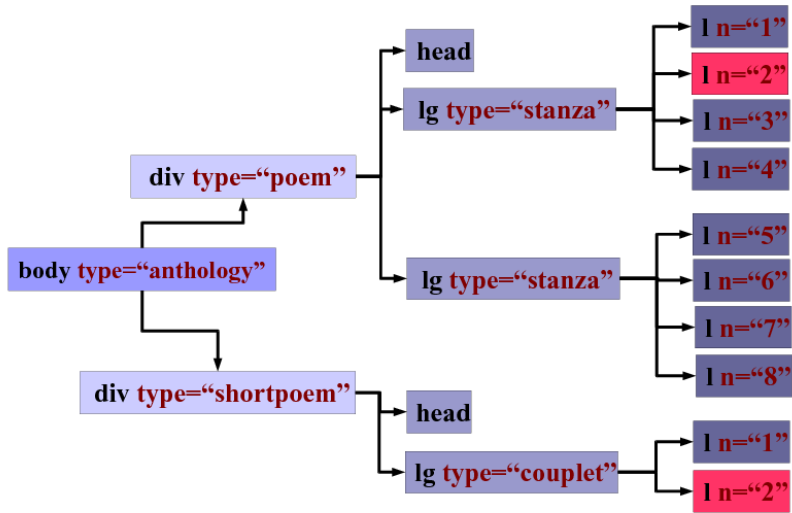 l n=“1”
head
l n=“2”
lg type=“stanza”
l n=“3”
l n=“4”
div type=“poem”
l n=“5”
body type=“anthology”
lg type=“stanza”
l n=“6”
l n=“7”
l n=“8”
div type=“shortpoem”
head
l n=“1”
lg type=“couplet”
l n=“2”